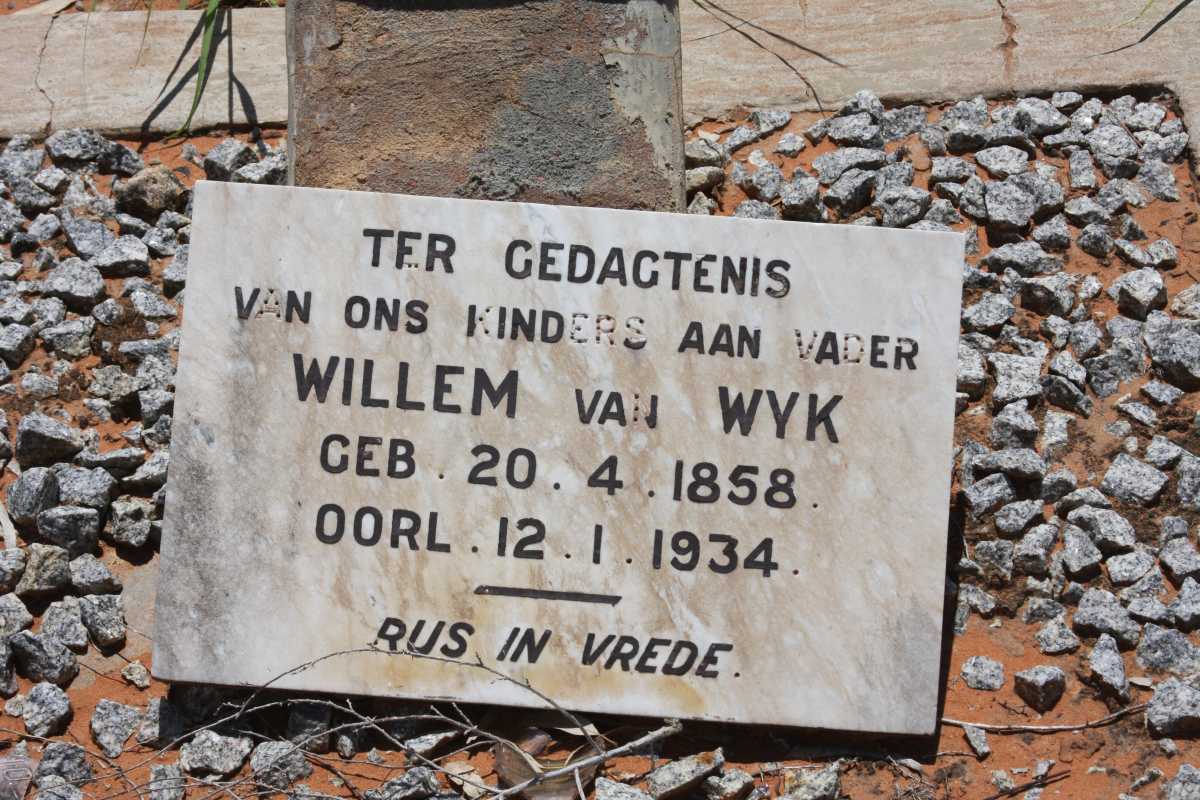 TER GEDAGTENIS
VAN ONS KINDERS AAN VADER
WILLEM VAN WYK
GEB. 20.4.1858.
OORL. 12.1.1934.
RUS IN VREDE.